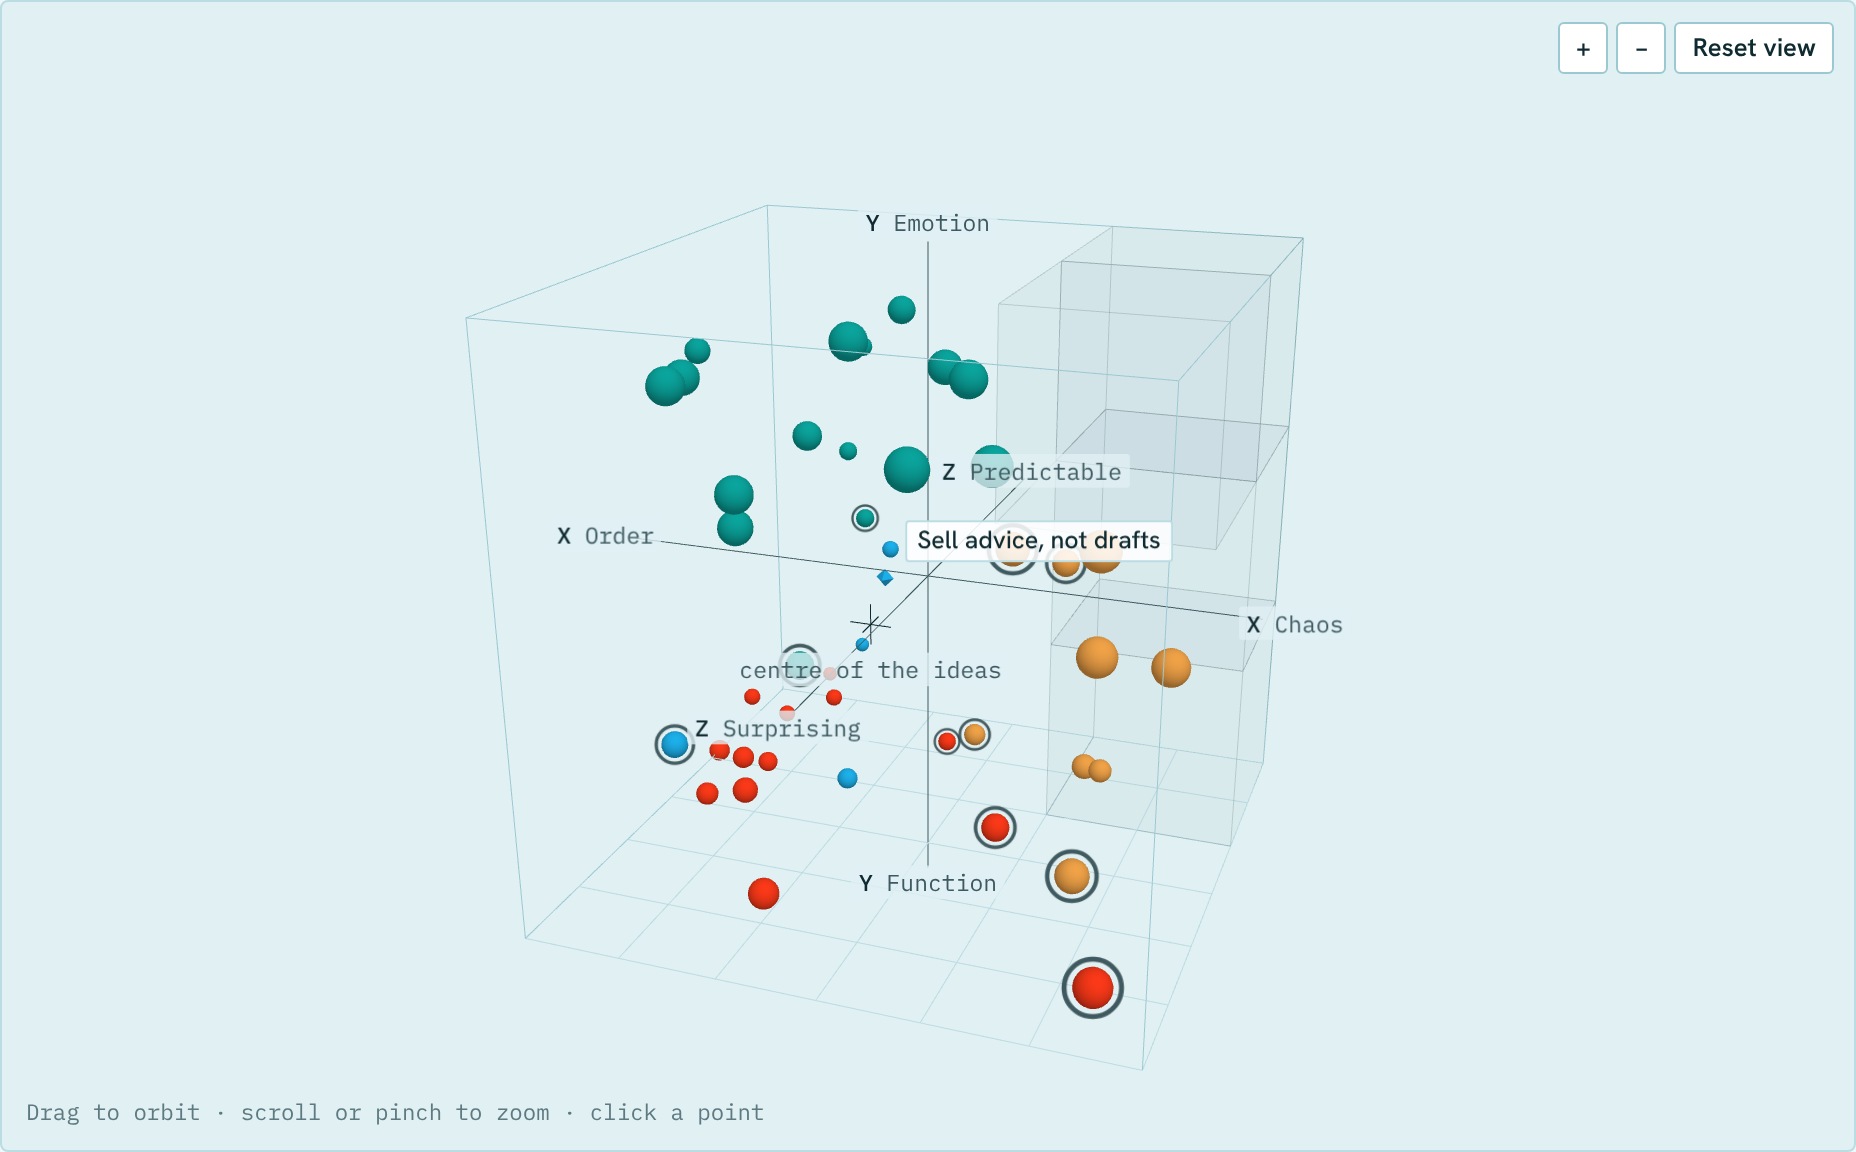 + - Reset view
Y Emotion
Z Predictable
X Order
Sell advice, not drafts
X Chaos
centre of the ideas
Z Surprising
Y Function
Drag to orbit · scroll or pinch to zoom · click a point